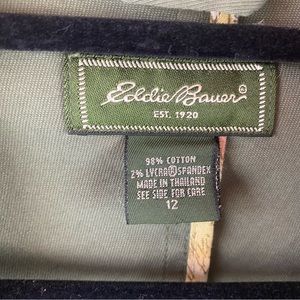 Eddie Bauer®
EST. 1920
98% COTTON
2% LYCRA® SPANDEX
MADE IN THAILAND
SEE SIDE FOR CARE
12